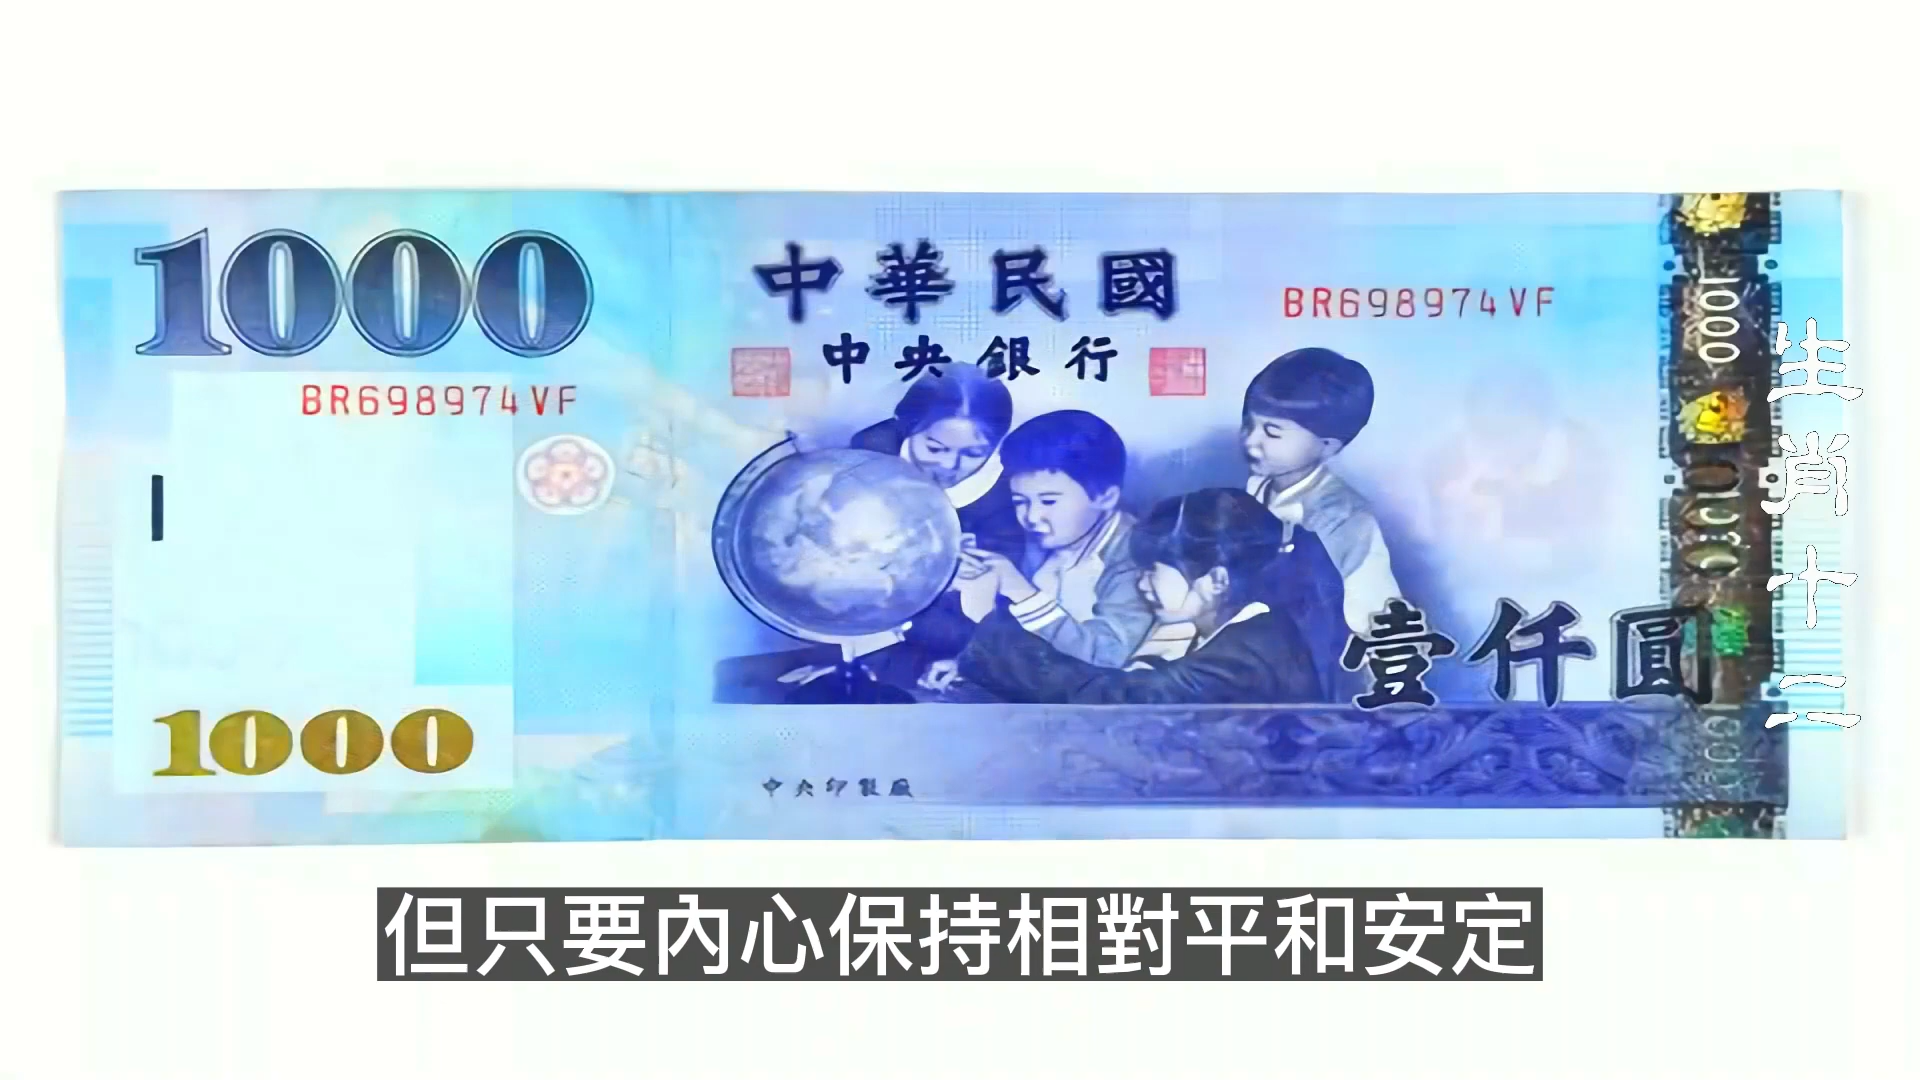 1000
中華民國
BR698974VF
中央銀行
BR698974VF
1000
壹仟圓
1000
中央印製廠
生肖十二
但只要內心保持相對平和安定